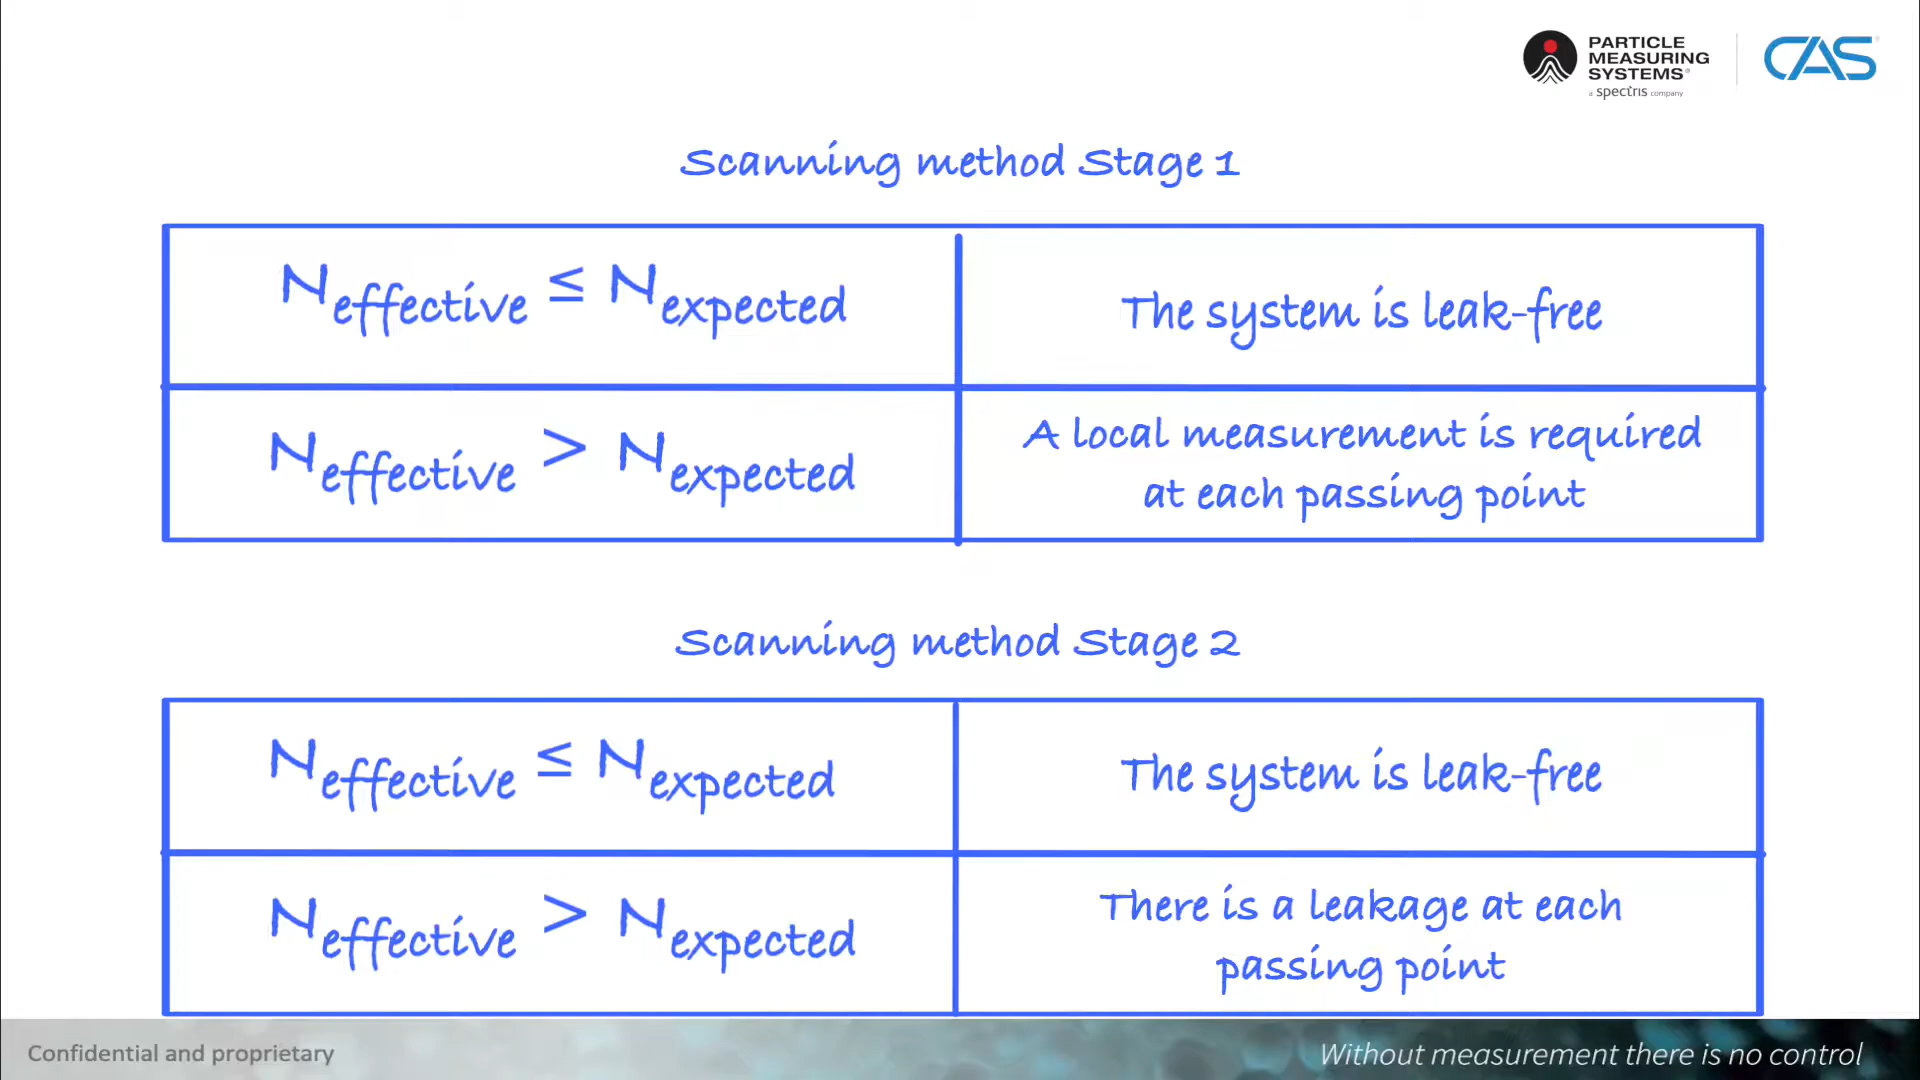 PARTICLE
MEASURING
SYSTEMS®
a spectris company
CAS®
Scanning method Stage 1
Neffective ≤ Nexpected
The system is leak-free
Neffective > Nexpected
A local measurement is required
at each passing point
Scanning method Stage 2
Neffective ≤ Nexpected
The system is leak-free
Neffective > Nexpected
There is a leakage at each
passing point
Confidential and proprietary
Without measurement there is no control